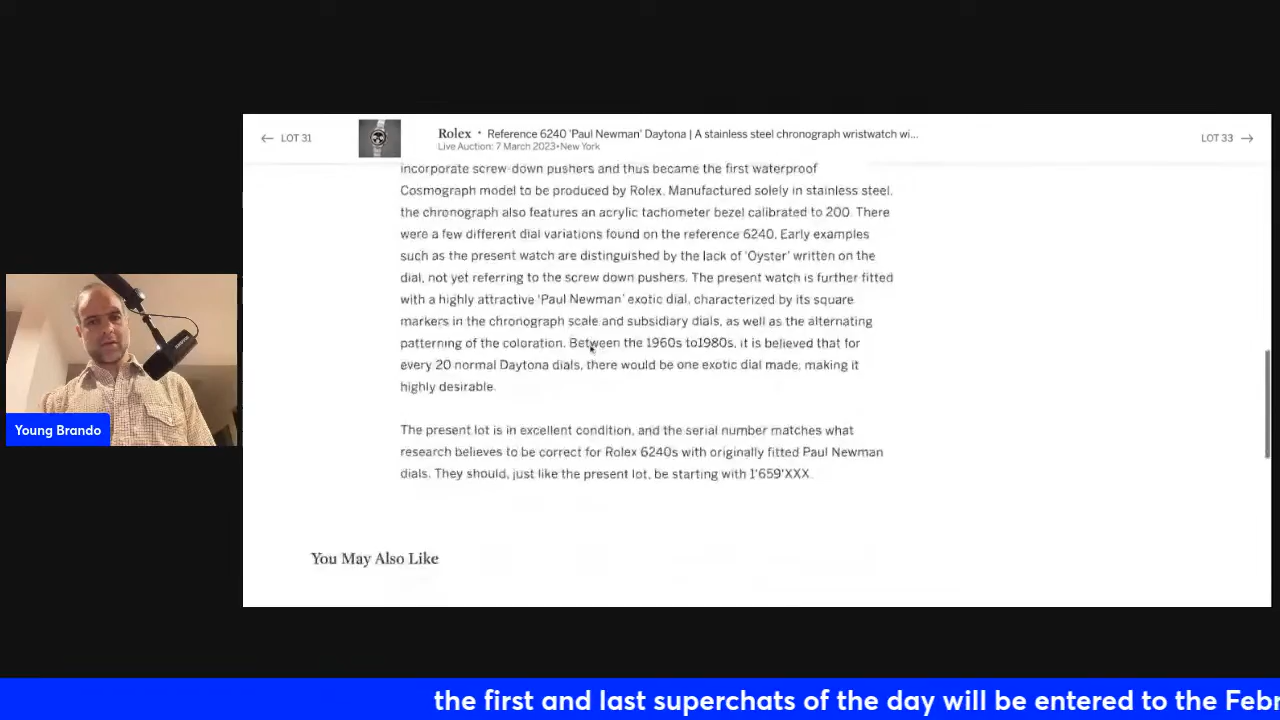 LOT 31
Rolex • Reference 6240 'Paul Newman' Daytona | A stainless steel chronograph wristwatch wi...
Live Auction: 7 March 2023•New York
LOT 33
incorporate screw down pushers and thus became the first waterproof
Cosmograph model to be produced by Rolex. Manufactured solely in stainless steel,
the chronograph also features an acrylic tachometer bezel calibrated to 200. There
were a few different dial variations found on the reference 6240. Early examples
such as the present watch are distinguished by the lack of 'Oyster' written on the
dial, not yet referring to the screw down pushers. The present watch is further fitted
with a highly attractive 'Paul Newman' exotic dial, characterized by its square
markers in the chronograph scale and subsidiary dials, as well as the alternating
patterning of the coloration. Between the 1960s to1980s, it is believed that for
every 20 normal Daytona dials, there would be one exotic dial made, making it
highly desirable.
The present lot is in excellent condition, and the serial number matches what
research believes to be correct for Rolex 6240s with originally fitted Paul Newman
dials. They should, just like the present lot, be starting with 1'659'XXX.
You May Also Like
Young Brando
the first and last superchats of the day will be entered to the Febr